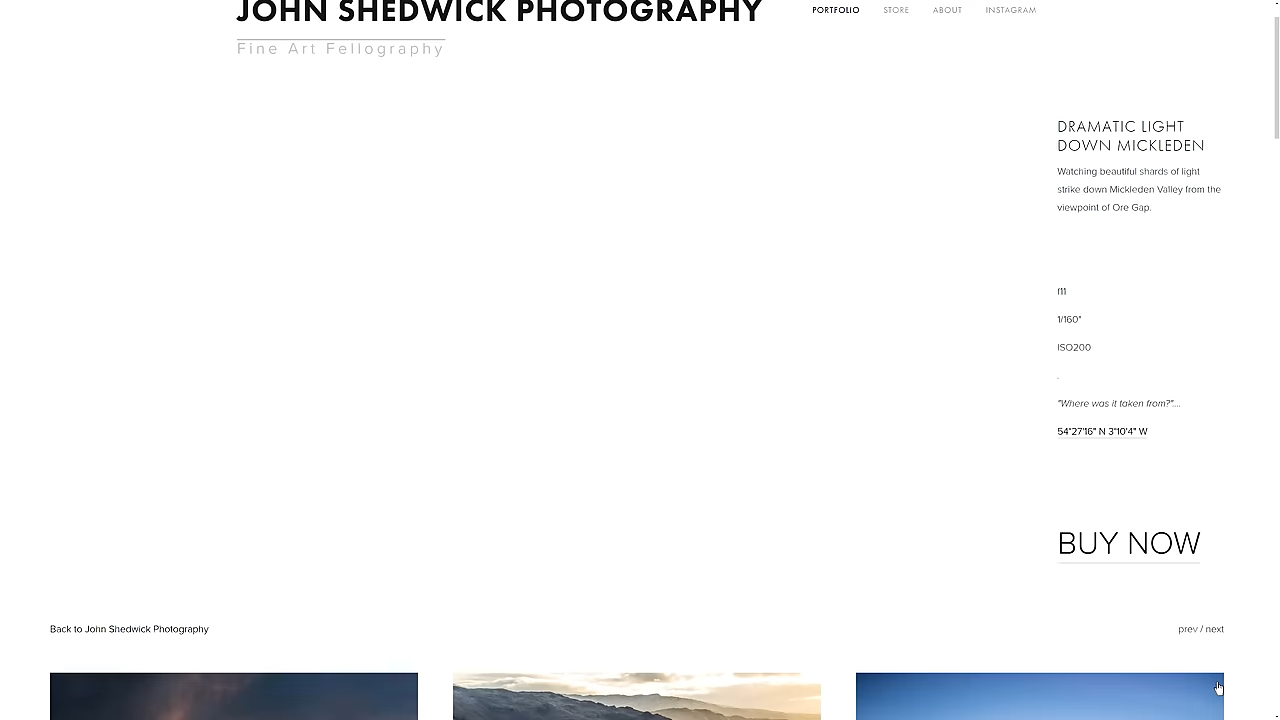 JOHN SHEDWICK PHOTOGRAPHY
PORTFOLIO STORE ABOUT INSTAGRAM
Fine Art Fellography
DRAMATIC LIGHT
DOWN MICKLEDEN
Watching beautiful shards of light
strike down Mickleden Valley from the
viewpoint of Ore Gap.
f11
1/160"
ISO200
.
"Where was it taken from?"....
54°27'16" N 3°10'4" W
BUY NOW
Back to John Shedwick Photography
prev / next